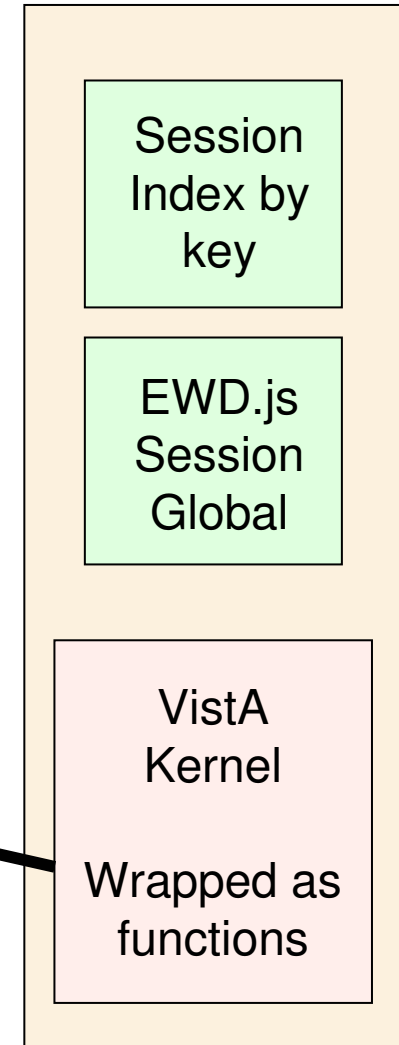 Session
Index by
key
EWD.js
Session
Global
VistA
Kernel
Wrapped as
functions